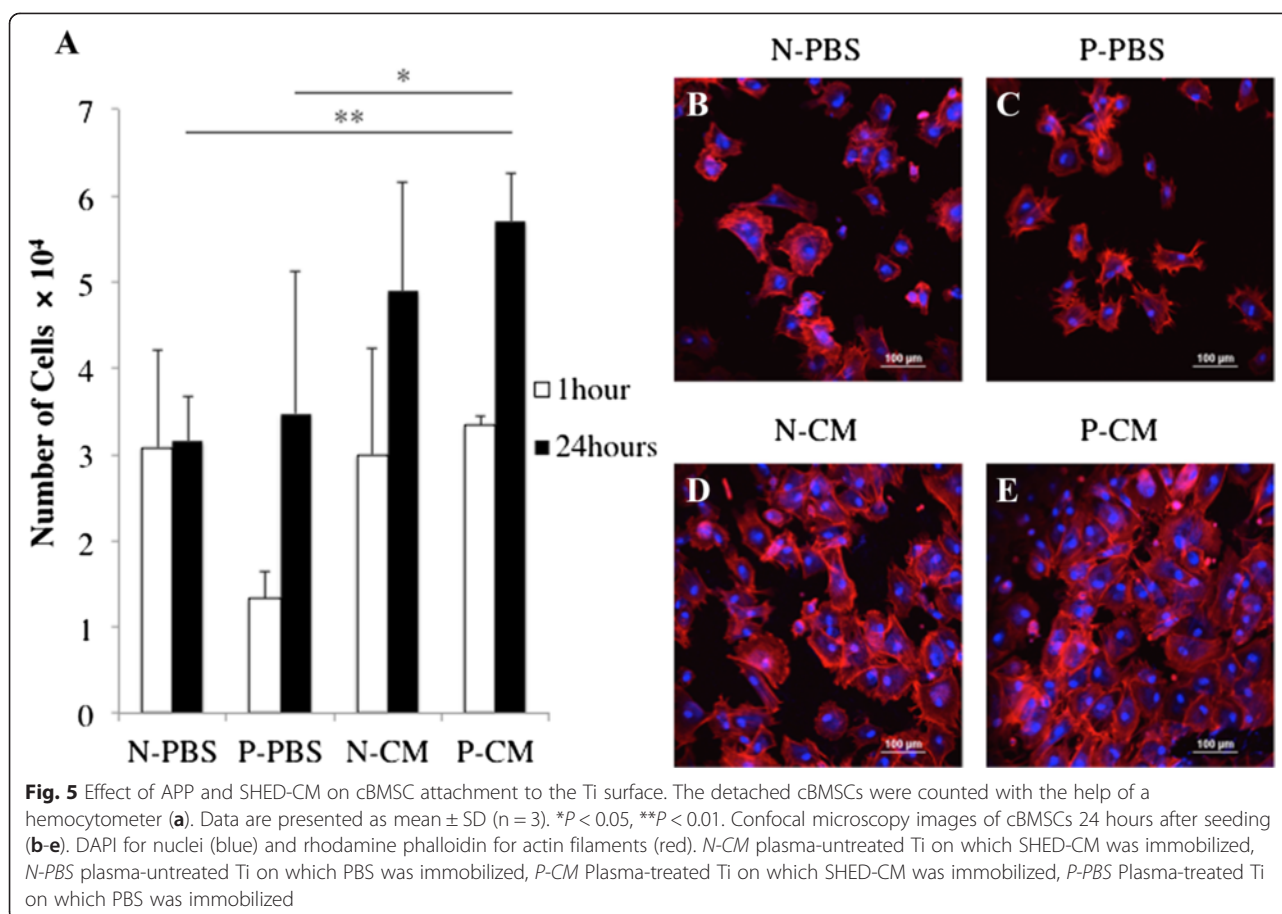 A
N-PBS
P-PBS
*
**
7
6
5
4
3
2
1
0
Number of Cells × 10⁴
1hour
24hours
N-PBS
P-PBS
N-CM
P-CM
B
100 µm
C
100 µm
N-CM
P-CM
D
100 µm
E
100 µm
Fig. 5 Effect of APP and SHED-CM on cBMSC attachment to the Ti surface. The detached cBMSCs were counted with the help of a
hemocytometer (a). Data are presented as mean ± SD (n = 3). *P < 0.05, **P < 0.01. Confocal microscopy images of cBMSCs 24 hours after seeding
(b-e). DAPI for nuclei (blue) and rhodamine phalloidin for actin filaments (red). N-CM plasma-untreated Ti on which SHED-CM was immobilized,
N-PBS plasma-untreated Ti on which PBS was immobilized, P-CM Plasma-treated Ti on which SHED-CM was immobilized, P-PBS Plasma-treated Ti
on which PBS was immobilized